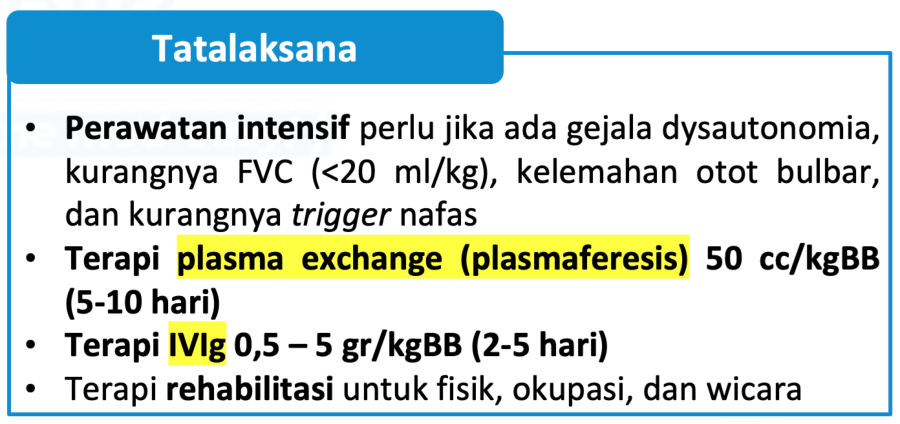 Tatalaksana
• Perawatan intensif perlu jika ada gejala dysautonomia,
kurangnya FVC (<20 ml/kg), kelemahan otot bulbar,
dan kurangnya trigger nafas
• Terapi plasma exchange (plasmaferesis) 50 cc/kgBB
(5-10 hari)
• Terapi IVIg 0,5 – 5 gr/kgBB (2-5 hari)
• Terapi rehabilitasi untuk fisik, okupasi, dan wicara